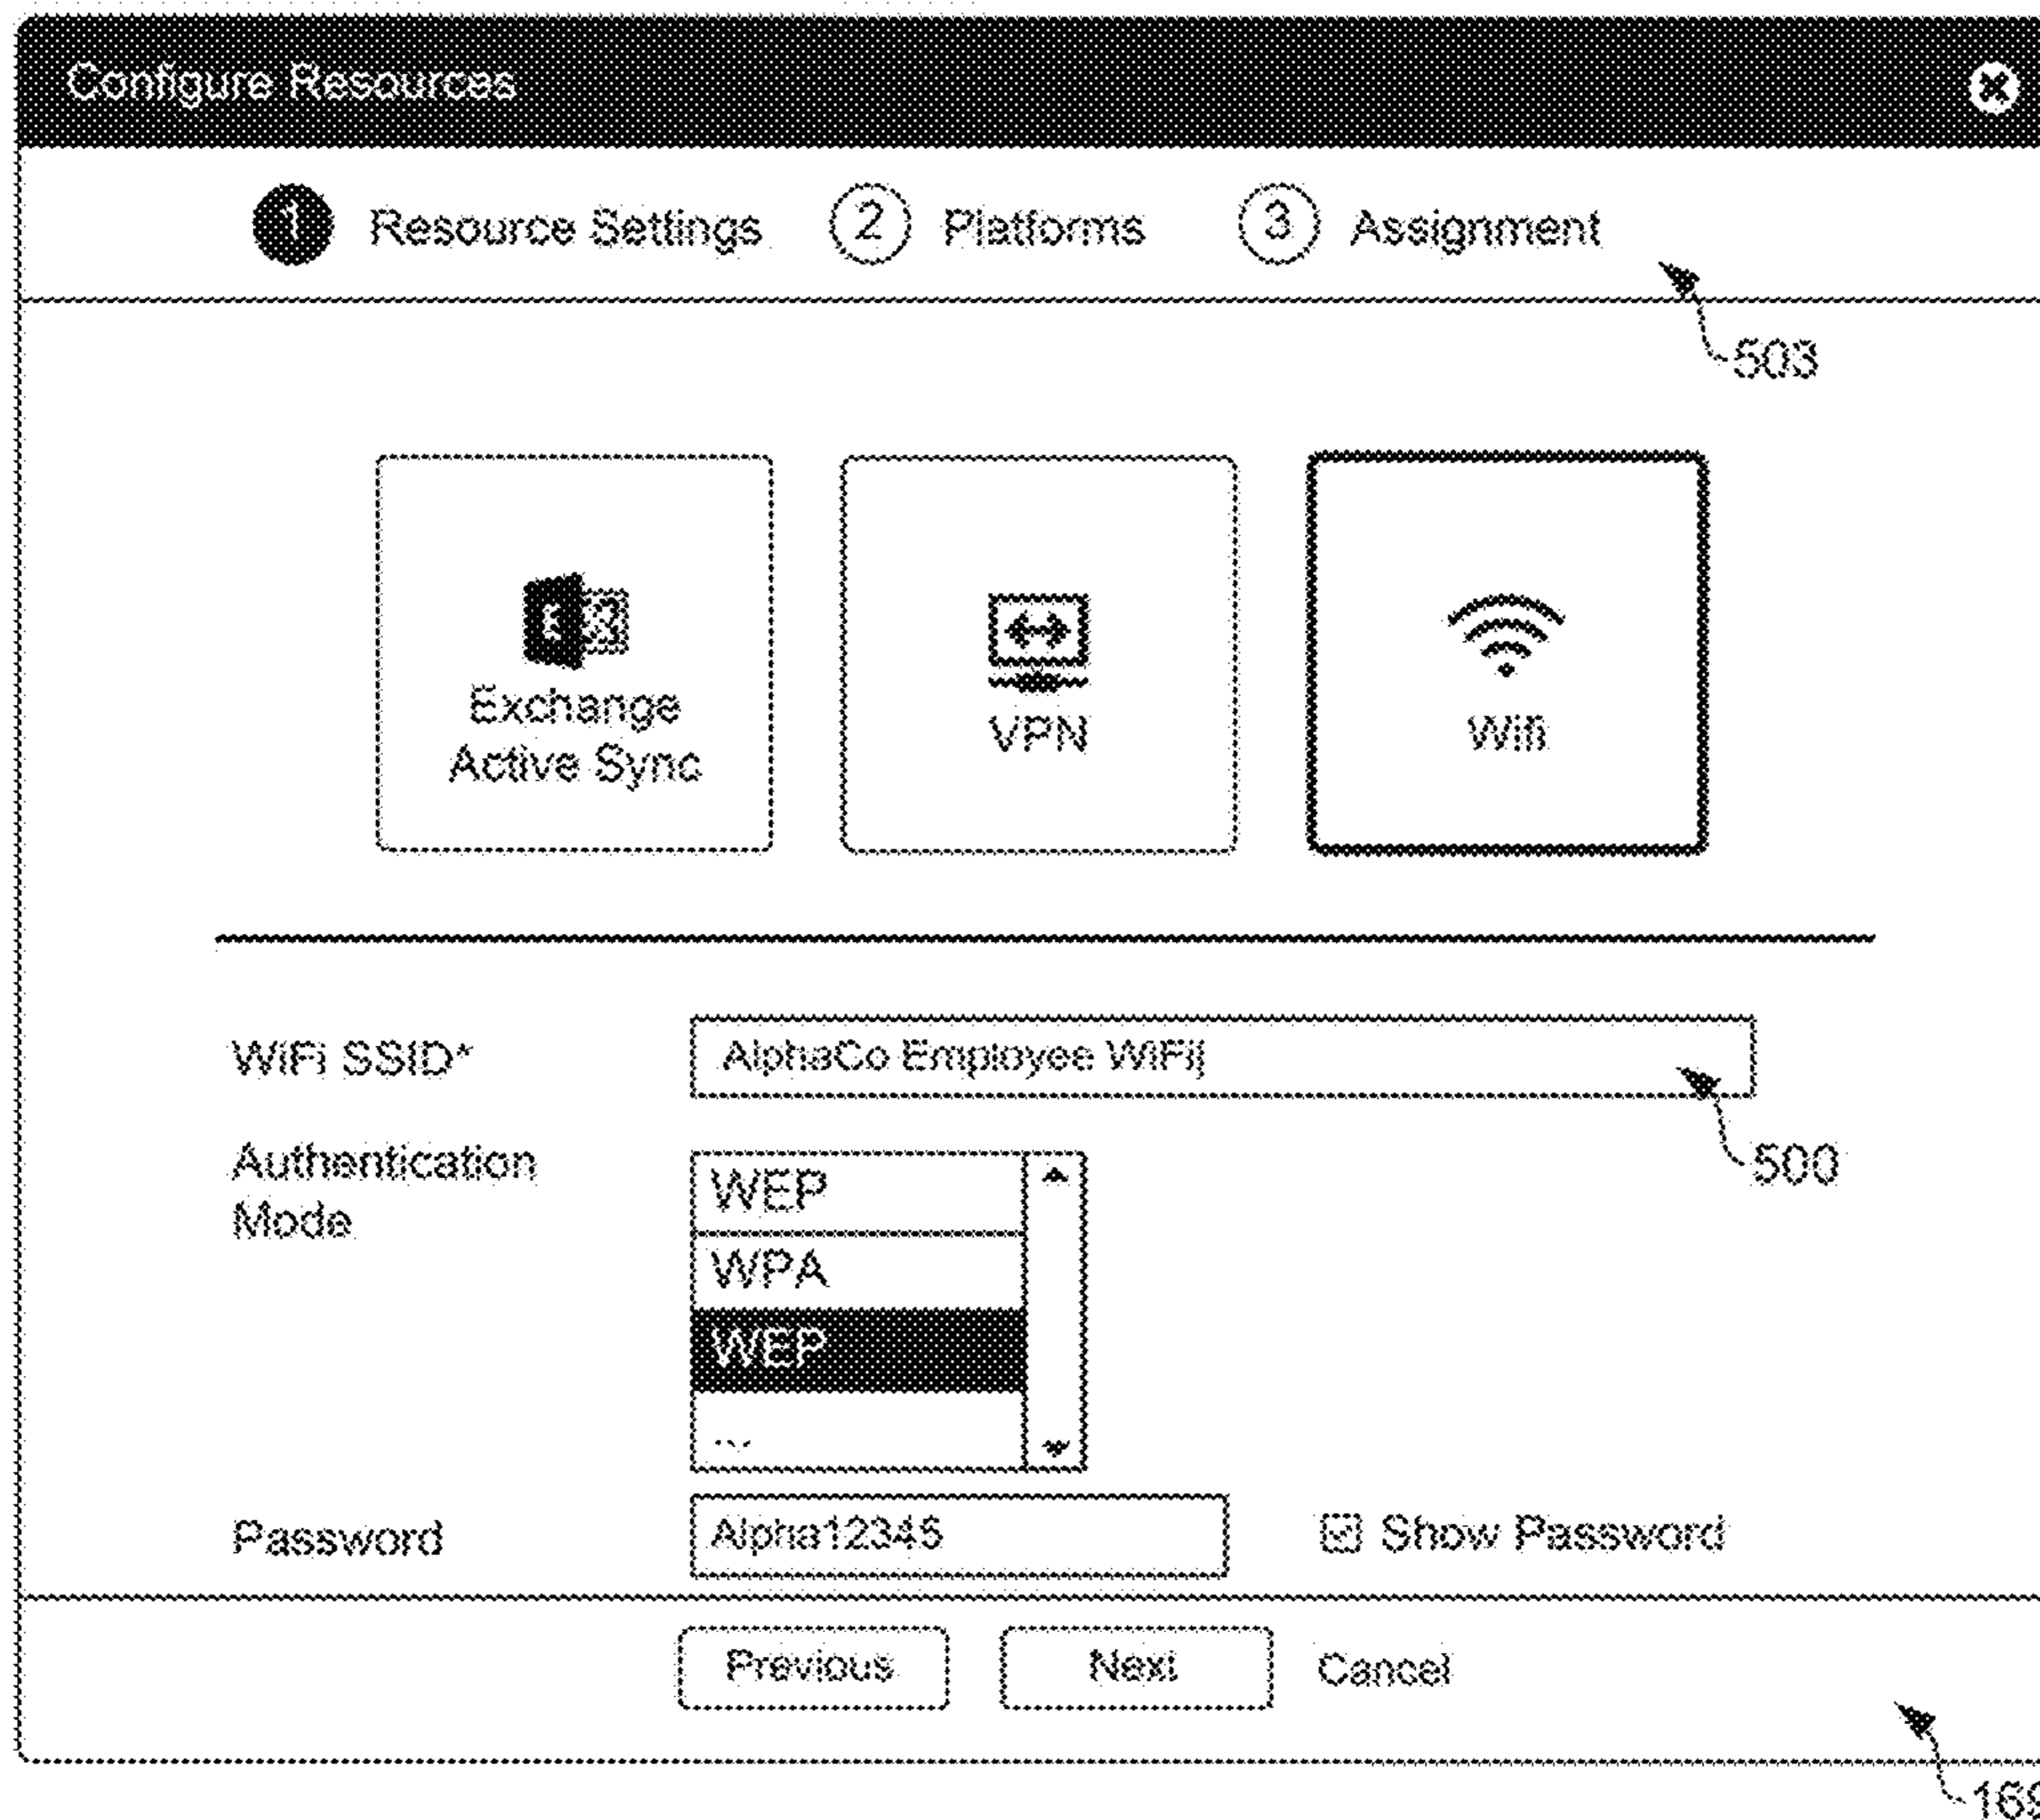 Configure Resources
1 Resource Settings 2 Platforms 3 Assignment
503
Exchange
Active Sync
VPN
Wifi
WiFi SSID*
AlphaCo Employee WiFi
500
Authentication
Mode
WEP
WPA
WEP
...
Password
Alpha12345
Show Password
Previous Next Cancel